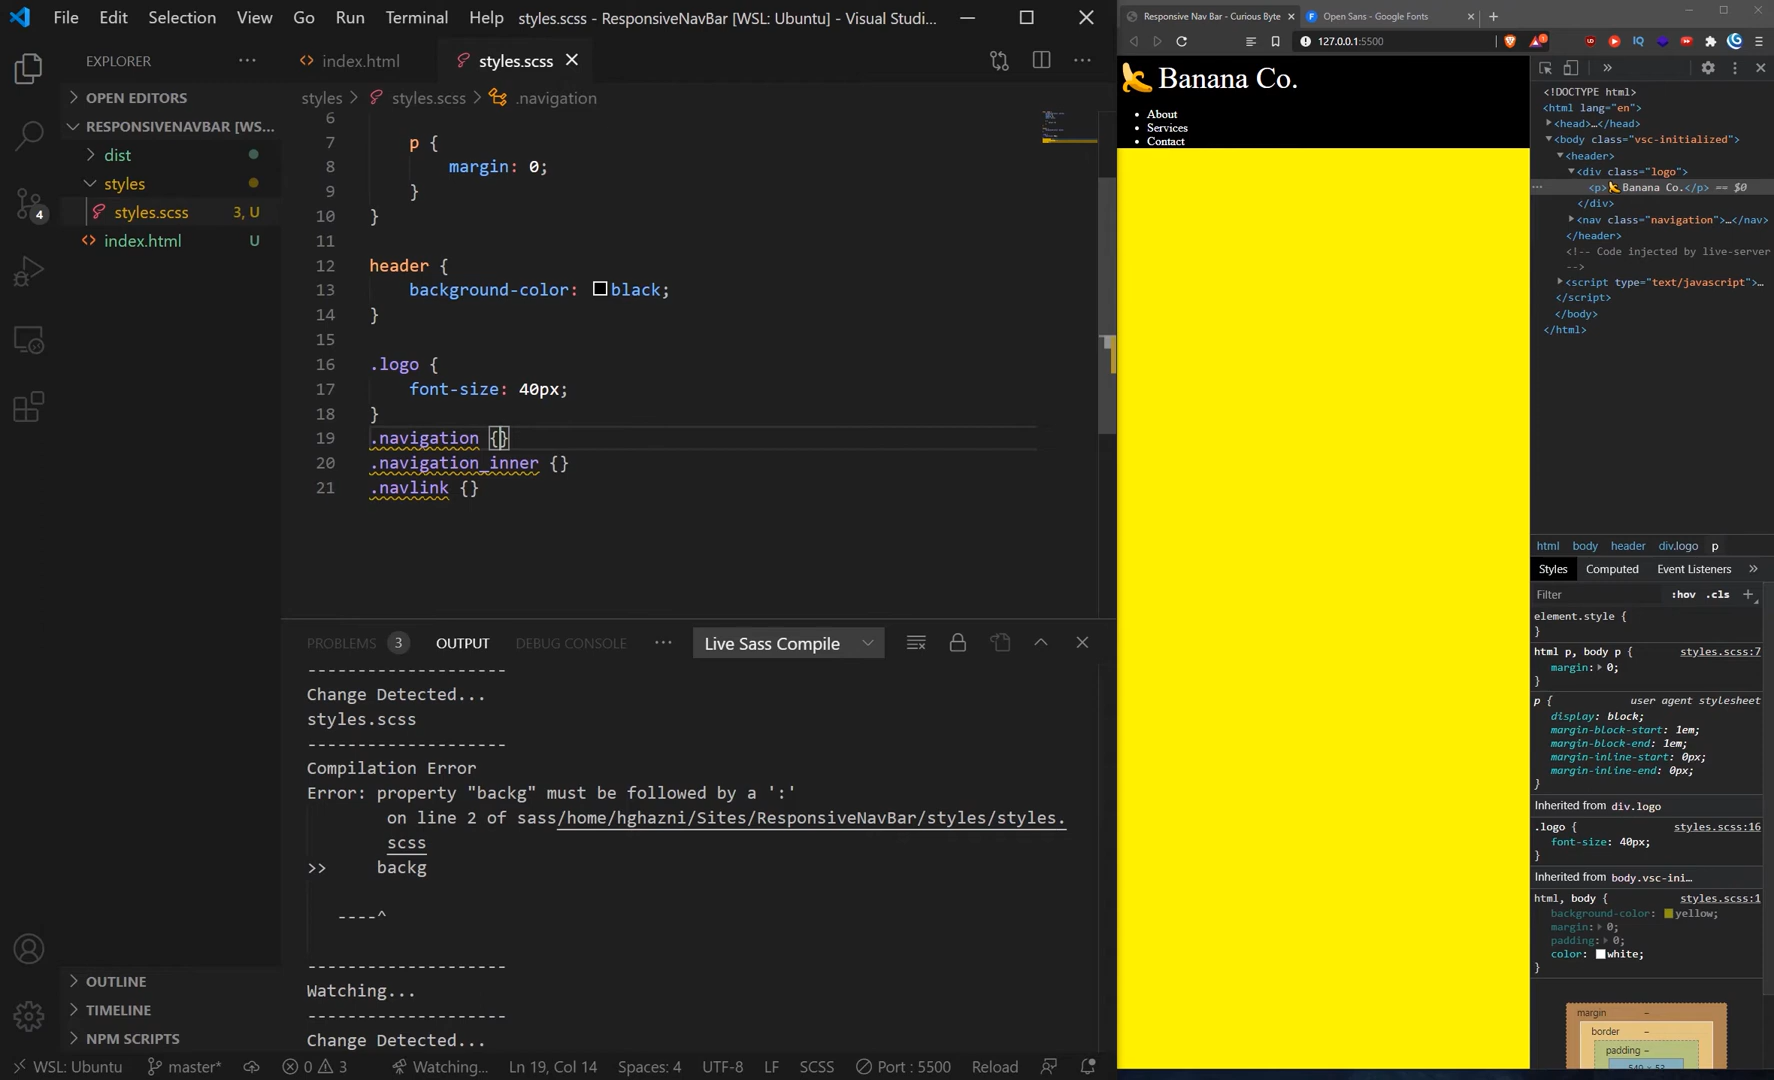 File Edit Selection View Go Run Terminal Help styles.scss - ResponsiveNavBar [WSL: Ubuntu] - Visual Studi...
EXPLORER
OPEN EDITORS
RESPONSIVENAVBAR [WS...
dist
styles
styles.scss 3, U
index.html U
4
OUTLINE
TIMELINE
NPM SCRIPTS
index.html styles.scss
styles > styles.scss > .navigation
6
7 p {
8 margin: 0;
9 }
10 }
11
12 header {
13 background-color: black;
14 }
15
16 .logo {
17 font-size: 40px;
18 }
19 .navigation {}
20 .navigation_inner {}
21 .navlink {}
PROBLEMS 3 OUTPUT DEBUG CONSOLE Live Sass Compile
--------------------
Change Detected...
styles.scss
--------------------
Compilation Error
Error: property "backg" must be followed by a ':'
on line 2 of sass/home/hghazni/Sites/ResponsiveNavBar/styles/styles.
scss
>> backg
----^
--------------------
Watching...
--------------------
Change Detected...
WSL: Ubuntu master* 0 3 Watching... Ln 19, Col 14 Spaces: 4 UTF-8 LF SCSS Port : 5500 Reload
Responsive Nav Bar - Curious Byte Open Sans - Google Fonts
127.0.0.1:5500
Banana Co.
About
Services
Contact
<!DOCTYPE html>
<html lang="en">
<head>…</head>
<body class="vsc-initialized">
<header>
<div class="logo">
<p>🍌 Banana Co.</p> == $0
</div>
<nav class="navigation">…</nav>
</header>
<!-- Code injected by live-server
-->
<script type="text/javascript">…
</script>
</body>
</html>
html body header div.logo p
Styles Computed Event Listeners
Filter :hov .cls +
element.style {
}
html p, body p { styles.scss:7
margin: 0;
}
p { user agent stylesheet
display: block;
margin-block-start: 1em;
margin-block-end: 1em;
margin-inline-start: 0px;
margin-inline-end: 0px;
}
Inherited from div.logo
.logo { styles.scss:16
font-size: 40px;
}
Inherited from body.vsc-ini…
html, body { styles.scss:1
background-color: yellow;
margin: 0;
padding: 0;
color: white;
}
margin –
border –
padding –